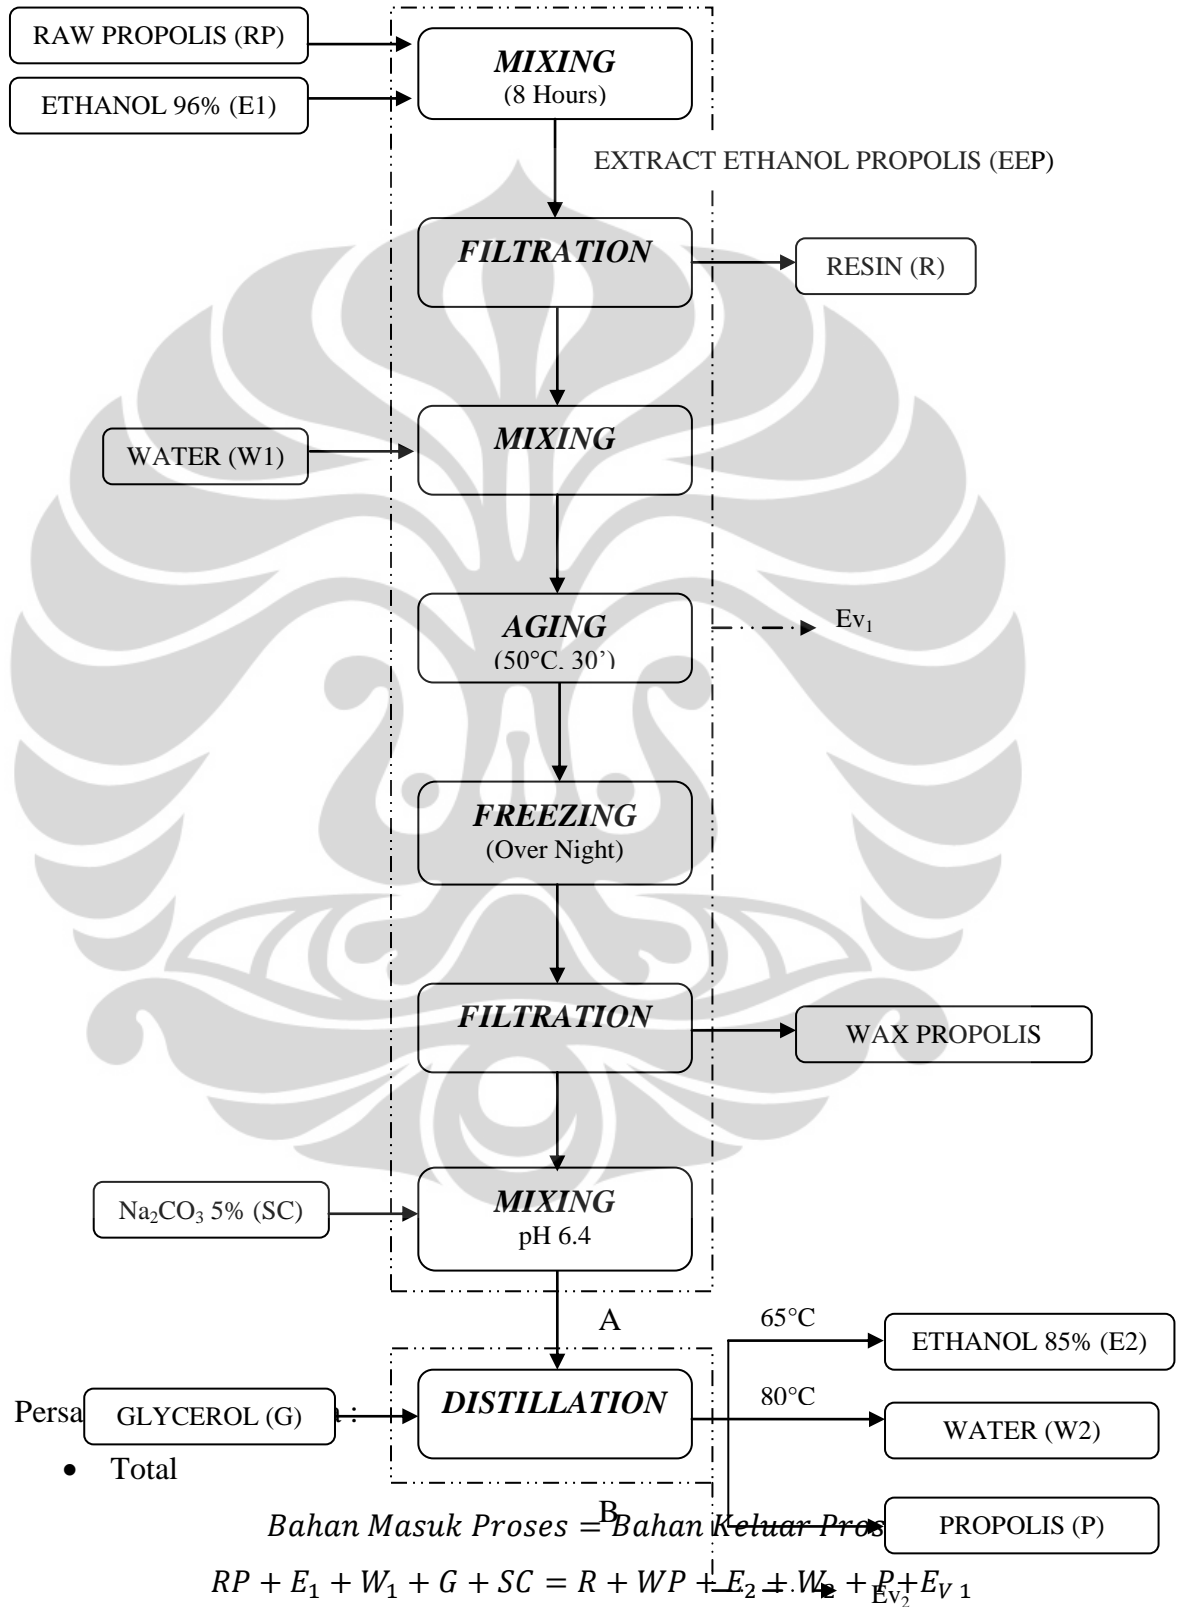 RAW PROPOLIS (RP)
MIXING
(8 Hours)
ETHANOL 96% (E1)
EXTRACT ETHANOL PROPOLIS (EEP)
FILTRATION
RESIN (R)
MIXING
WATER (W1)
AGING
(50°C, 30’)
Ev₁
FREEZING
(Over Night)
FILTRATION
WAX PROPOLIS
Na₂CO₃ 5% (SC)
MIXING
pH 6.4
A
65°C
ETHANOL 85% (E2)
DISTILLATION
80°C
Persa
GLYCEROL (G)
:
WATER (W2)
• Total
B
PROPOLIS (P)
Bahan Masuk Proses = Bahan Keluar Pros
RP + E₁ + W₁ + G + SC = R + WP + E₂ + W₂ + P + E_V 1
Ev₂